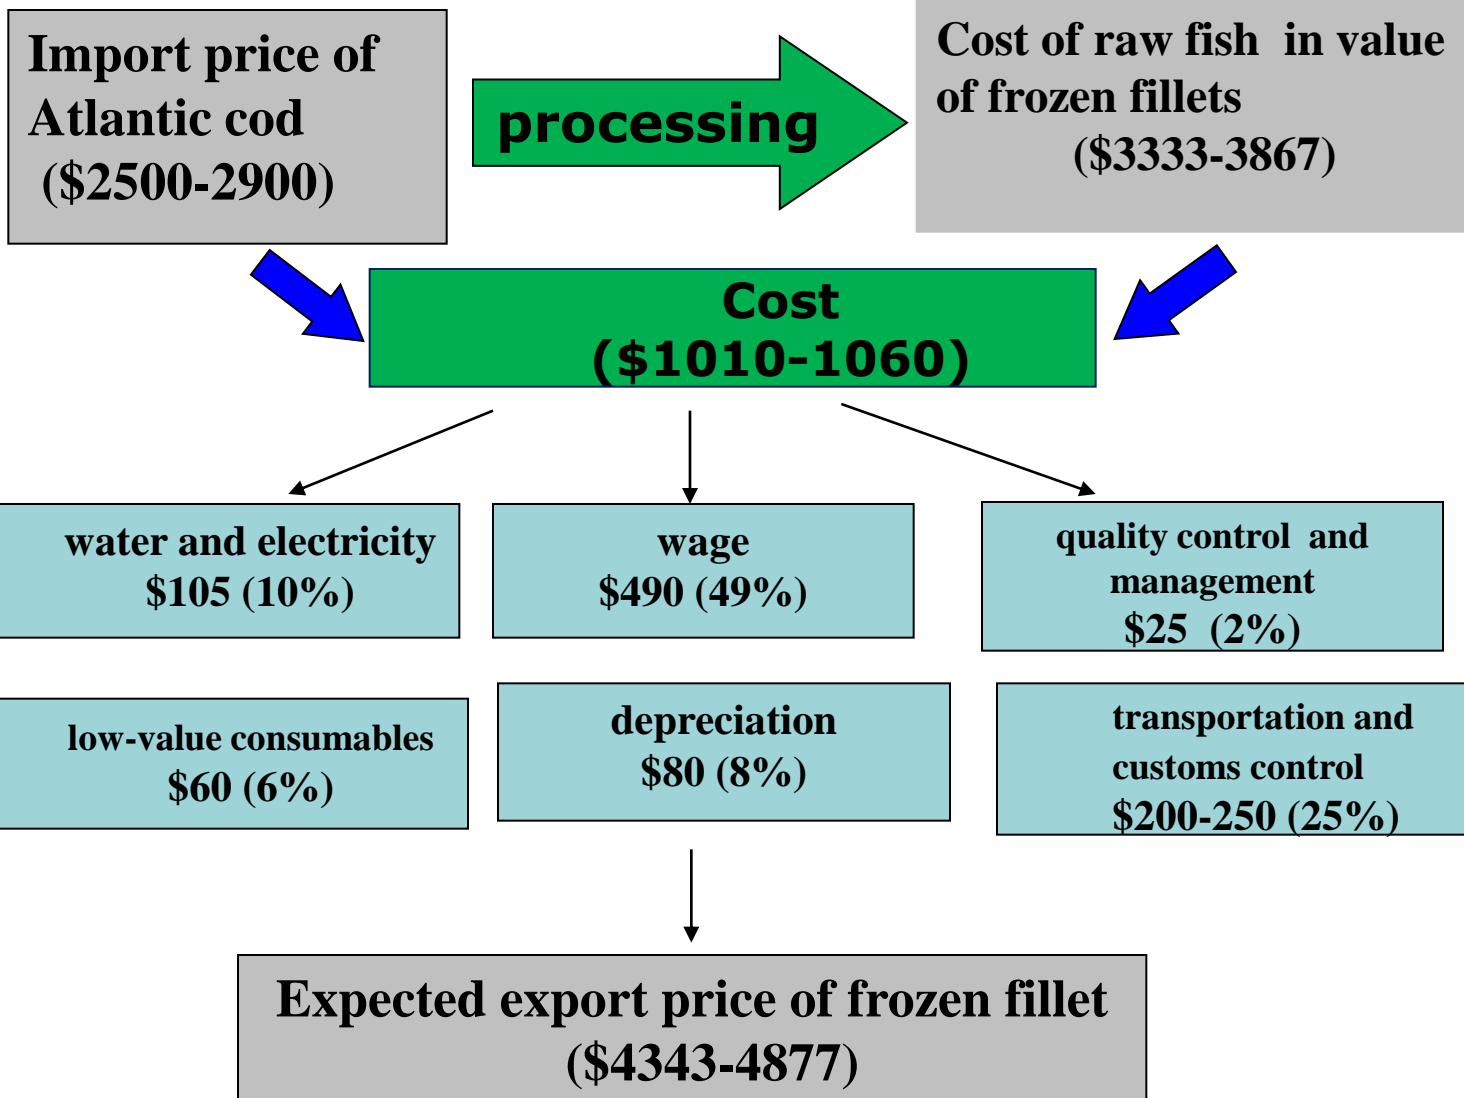 Import price of
Atlantic cod
($2500-2900)
processing
Cost of raw fish in value
of frozen fillets
($3333-3867)
Cost
($1010-1060)
water and electricity
$105 (10%)
wage
$490 (49%)
quality control and
management
$25 (2%)
low-value consumables
$60 (6%)
depreciation
$80 (8%)
transportation and
customs control
$200-250 (25%)
Expected export price of frozen fillet
($4343-4877)